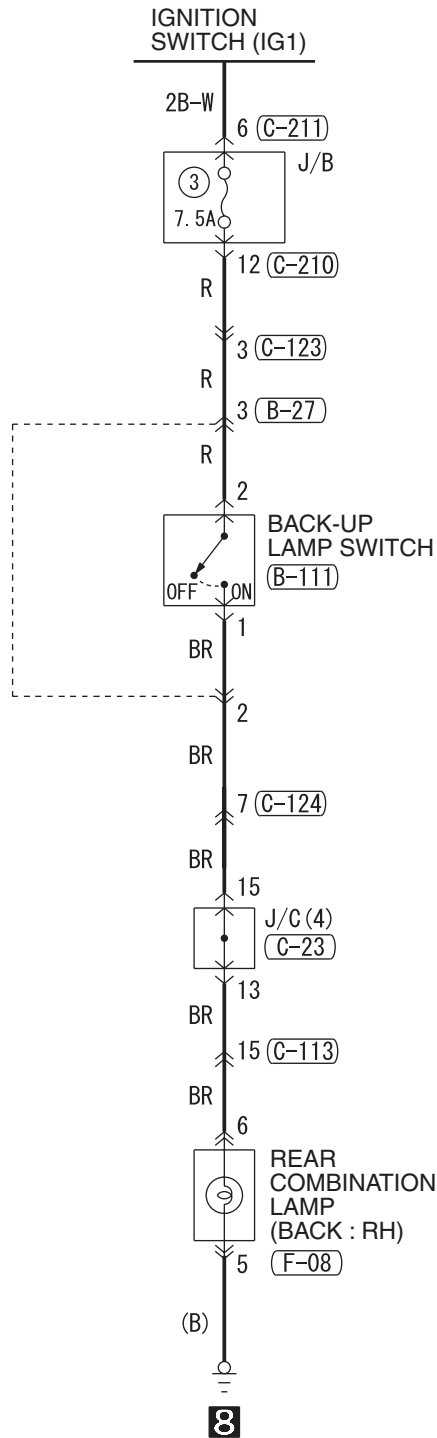 IGNITION
SWITCH (IG1)
2B-W
6 C-211
J/B
3
7.5A
12 C-210
R
3 C-123
R
3 B-27
R
2
BACK-UP
LAMP SWITCH
B-111
OFF ON
1
BR
2
BR
7 C-124
BR
15
J/C(4)
C-23
13
BR
15 C-113
BR
6
REAR
COMBINATION
LAMP
(BACK : RH)
5 F-08
(B)
8